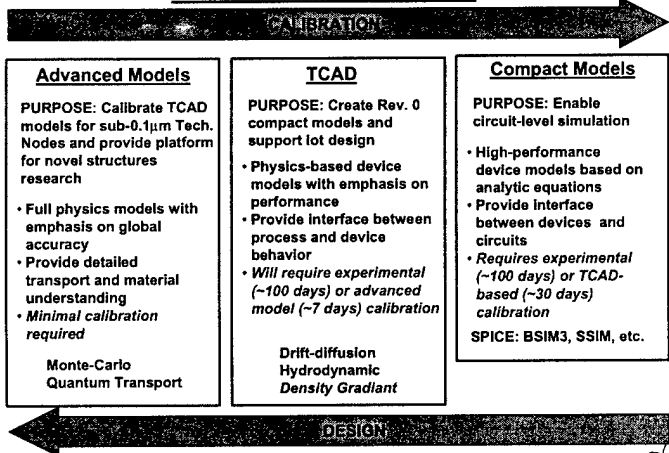 CALIBRATION
Advanced Models
PURPOSE: Calibrate TCAD
models for sub-0.1µm Tech.
Nodes and provide platform
for novel structures
research
• Full physics models with
emphasis on global
accuracy
• Provide detailed
transport and material
understanding
• Minimal calibration
required
Monte-Carlo
Quantum Transport
TCAD
PURPOSE: Create Rev. 0
compact models and
support iot design
• Physics-based device
models with emphasis on
performance
• Provide interface between
process and device
behavior
• Will require experimental
(~100 days) or advanced
model (~7 days) calibration
Drift-diffusion
Hydrodynamic
Density Gradiant
Compact Models
PURPOSE: Enable
circuit-level simulation
• High-performance
device models based on
analytic equations
• Provide interface
between devices and
circuits
• Requires experimental
(~100 days) or TCAD-
based (~30 days)
calibration
SPICE: BSIM3, SSIM, etc.
DESIGN